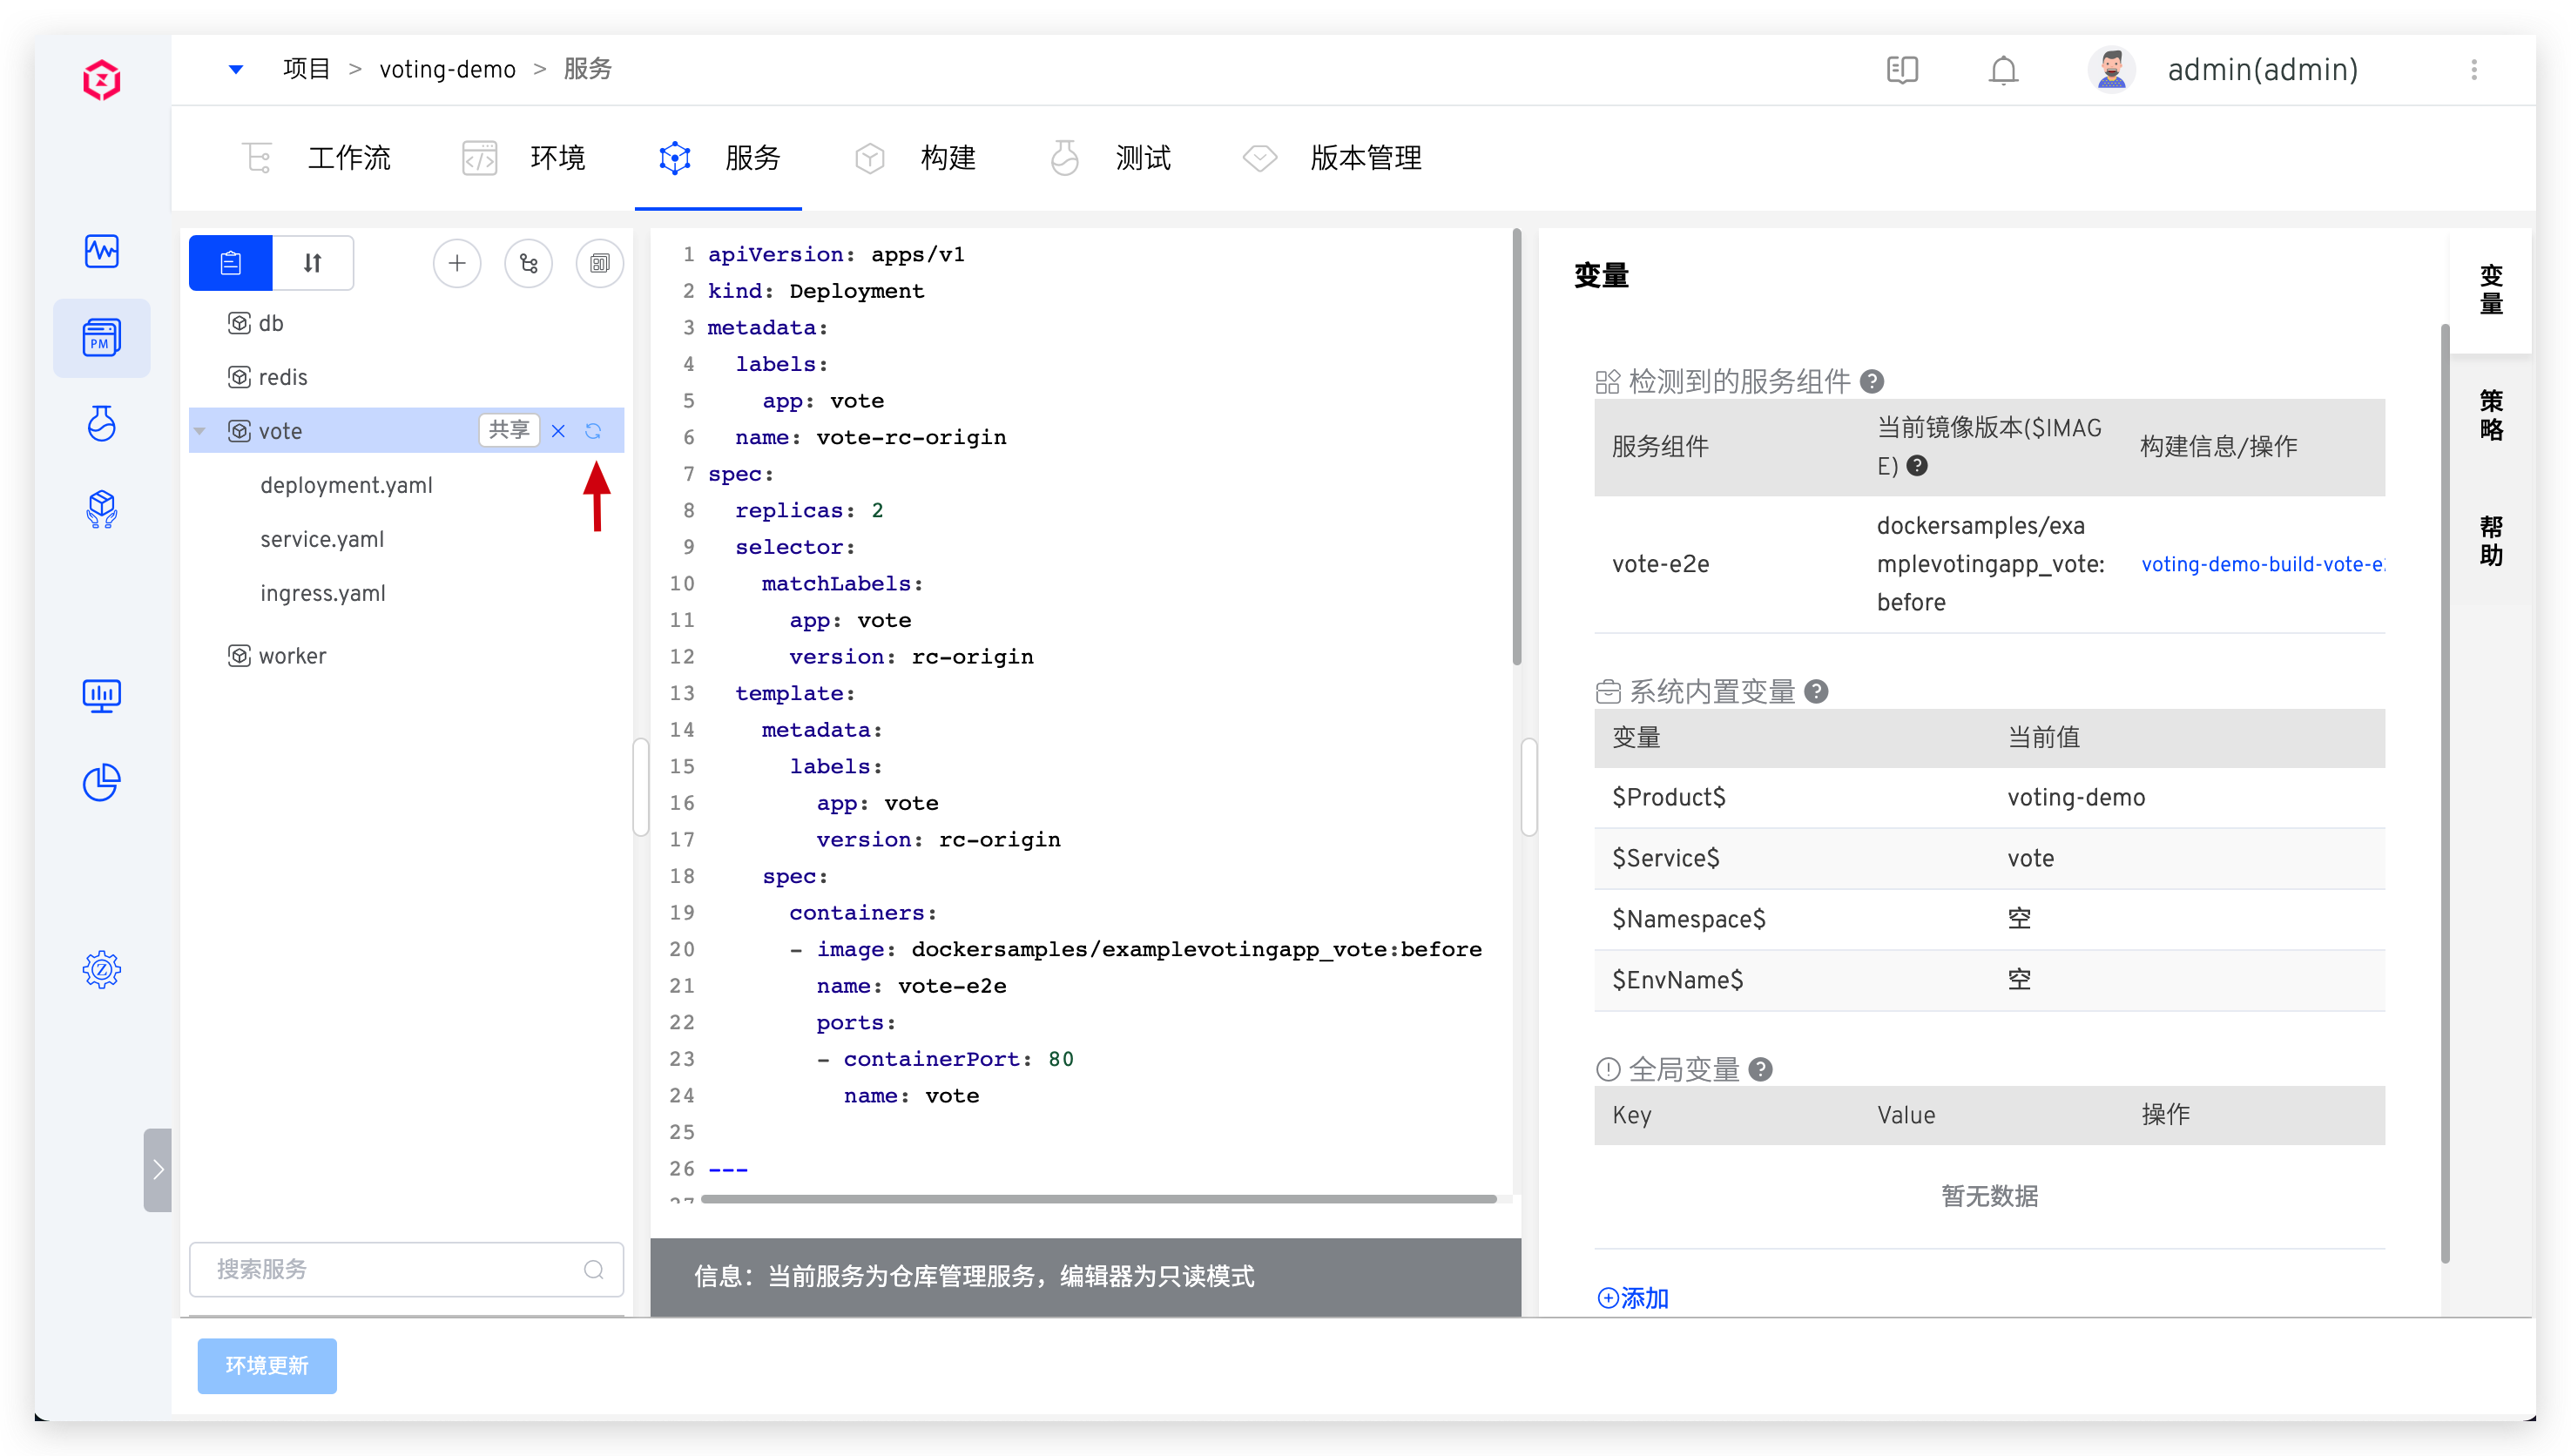 项目 > voting-demo > 服务
admin(admin)
工作流
环境
服务
构建
测试
版本管理
PM
db
redis
vote
共享
deployment.yaml
service.yaml
ingress.yaml
worker
搜索服务
1 apiVersion: apps/v1
2 kind: Deployment
3 metadata:
4 labels:
5 app: vote
6 name: vote-rc-origin
7 spec:
8 replicas: 2
9 selector:
10 matchLabels:
11 app: vote
12 version: rc-origin
13 template:
14 metadata:
15 labels:
16 app: vote
17 version: rc-origin
18 spec:
19 containers:
20 - image: dockersamples/examplevotingapp_vote:before
21 name: vote-e2e
22 ports:
23 - containerPort: 80
24 name: vote
25
26 ---
信息：当前服务为仓库管理服务，编辑器为只读模式
变量
检测到的服务组件
服务组件
当前镜像版本($IMAG
E)
构建信息/操作
vote-e2e
dockersamples/exa
mplevotingapp_vote:
before
voting-demo-build-vote-e
系统内置变量
变量 当前值
$Product$ voting-demo
$Service$ vote
$Namespace$ 空
$EnvName$ 空
全局变量
Key Value 操作
暂无数据
添加
变量
策略
帮助
环境更新